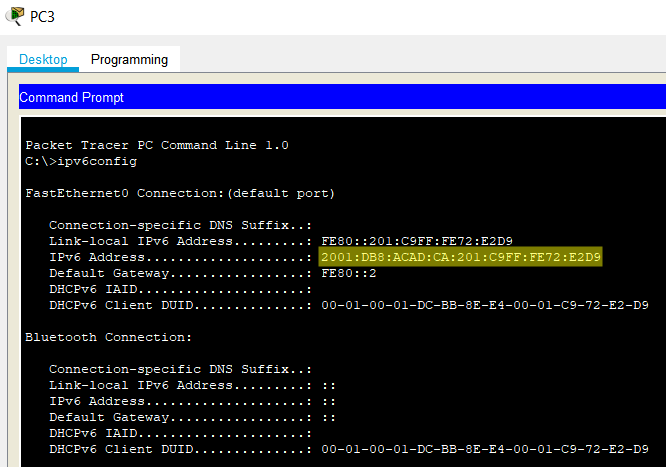 PC3
Desktop Programming
Command Prompt
Packet Tracer PC Command Line 1.0
C:\>ipv6config
FastEthernet0 Connection:(default port)
Connection-specific DNS Suffix..:
Link-local IPv6 Address.........: FE80::201:C9FF:FE72:E2D9
IPv6 Address....................: 2001:DB8:ACAD:CA:201:C9FF:FE72:E2D9
Default Gateway.................: FE80::2
DHCPv6 IAID.....................:
DHCPv6 Client DUID..............: 00-01-00-01-DC-BB-8E-E4-00-01-C9-72-E2-D9
Bluetooth Connection:
Connection-specific DNS Suffix..:
Link-local IPv6 Address.........: ::
IPv6 Address....................: ::
Default Gateway.................: ::
DHCPv6 IAID.....................:
DHCPv6 Client DUID..............: 00-01-00-01-DC-BB-8E-E4-00-01-C9-72-E2-D9